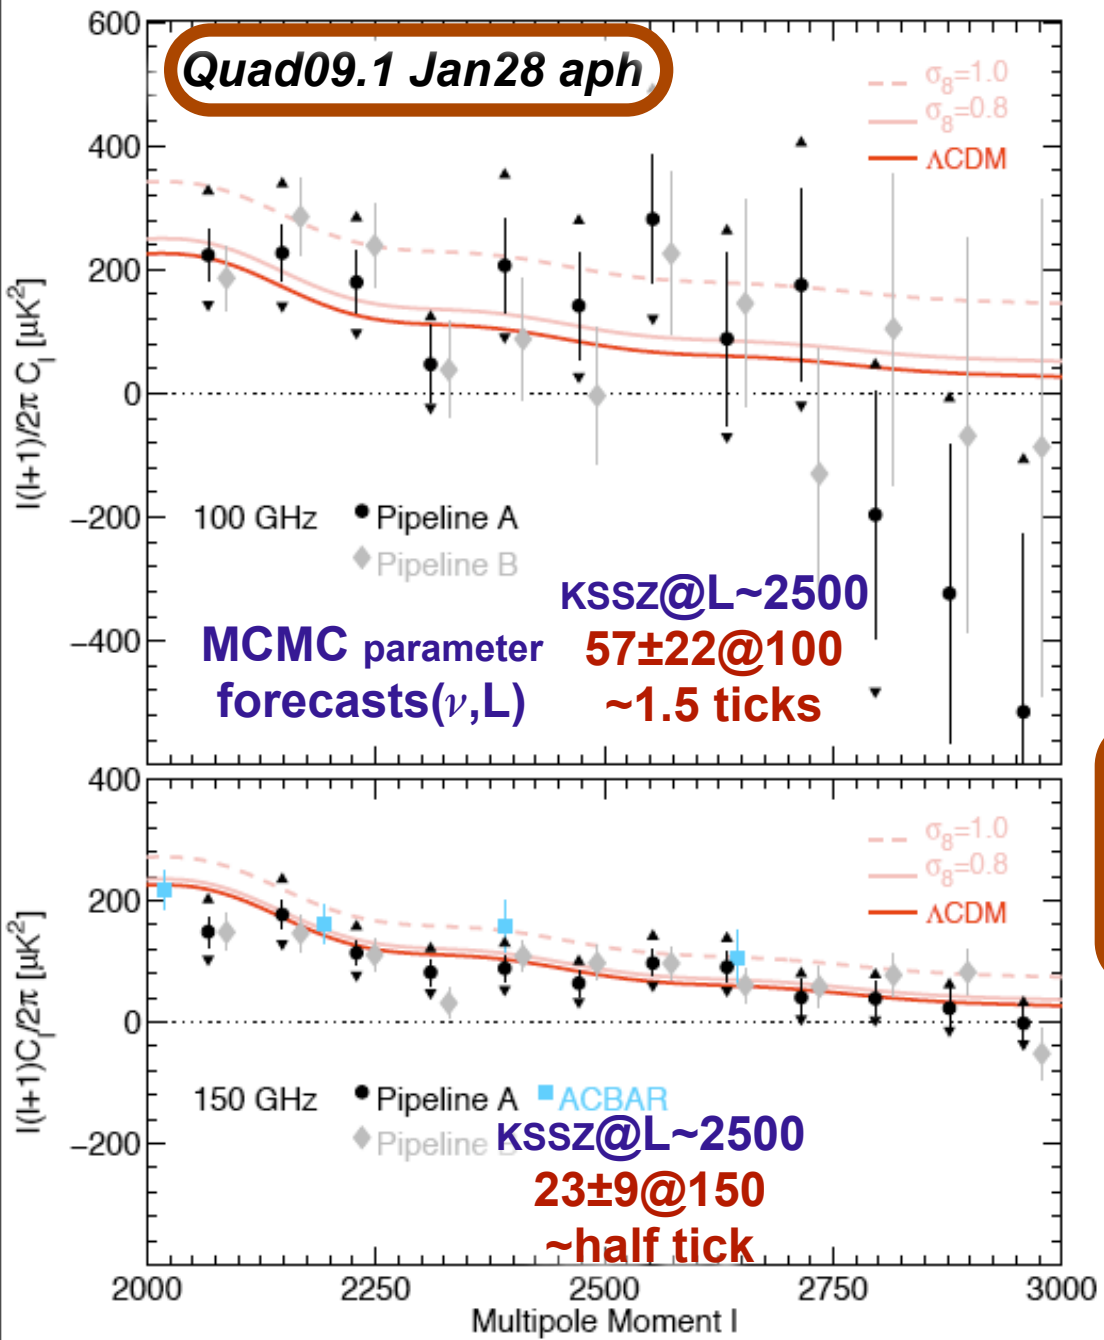 600
Quad09.1 Jan28 aph
σ8=1.0
σ8=0.8
ΛCDM
400
200
0
−200
−400
l(l+1)/2π Cl [μK²]
100 GHz
Pipeline A
Pipeline B
KSSZ@L~2500
57±22@100
~1.5 ticks
MCMC parameter
forecasts(ν,L)
400
σ8=1.0
σ8=0.8
ΛCDM
200
0
−200
l(l+1)Cl/2π [μK²]
150 GHz
Pipeline A
ACBAR
Pipeline B
KSSZ@L~2500
23±9@150
~half tick
2000 2250 2500 2750 3000
Multipole Moment l